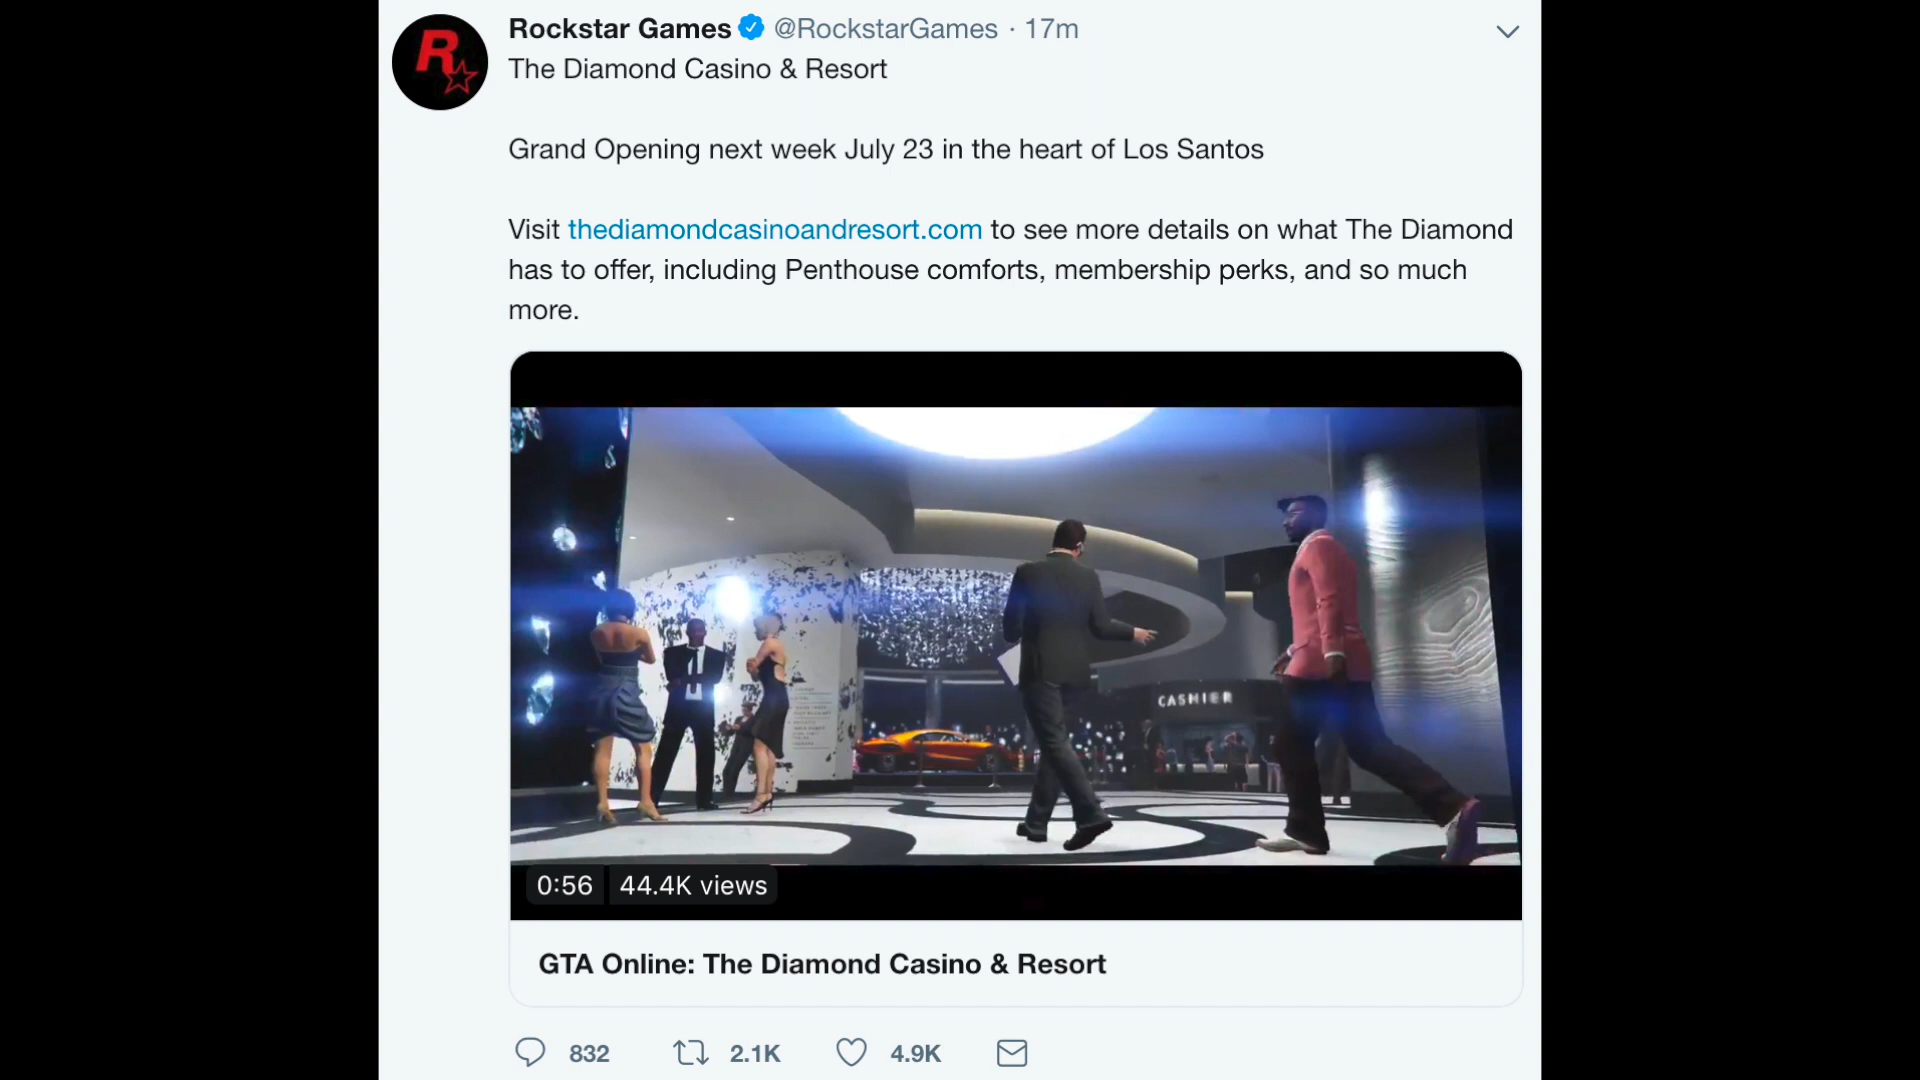 Rockstar Games @RockstarGames · 17m
The Diamond Casino & Resort
Grand Opening next week July 23 in the heart of Los Santos
Visit thediamondcasinoandresort.com to see more details on what The Diamond
has to offer, including Penthouse comforts, membership perks, and so much
more.
R
CASHIER
0:56 44.4K views
GTA Online: The Diamond Casino & Resort
832 2.1K 4.9K